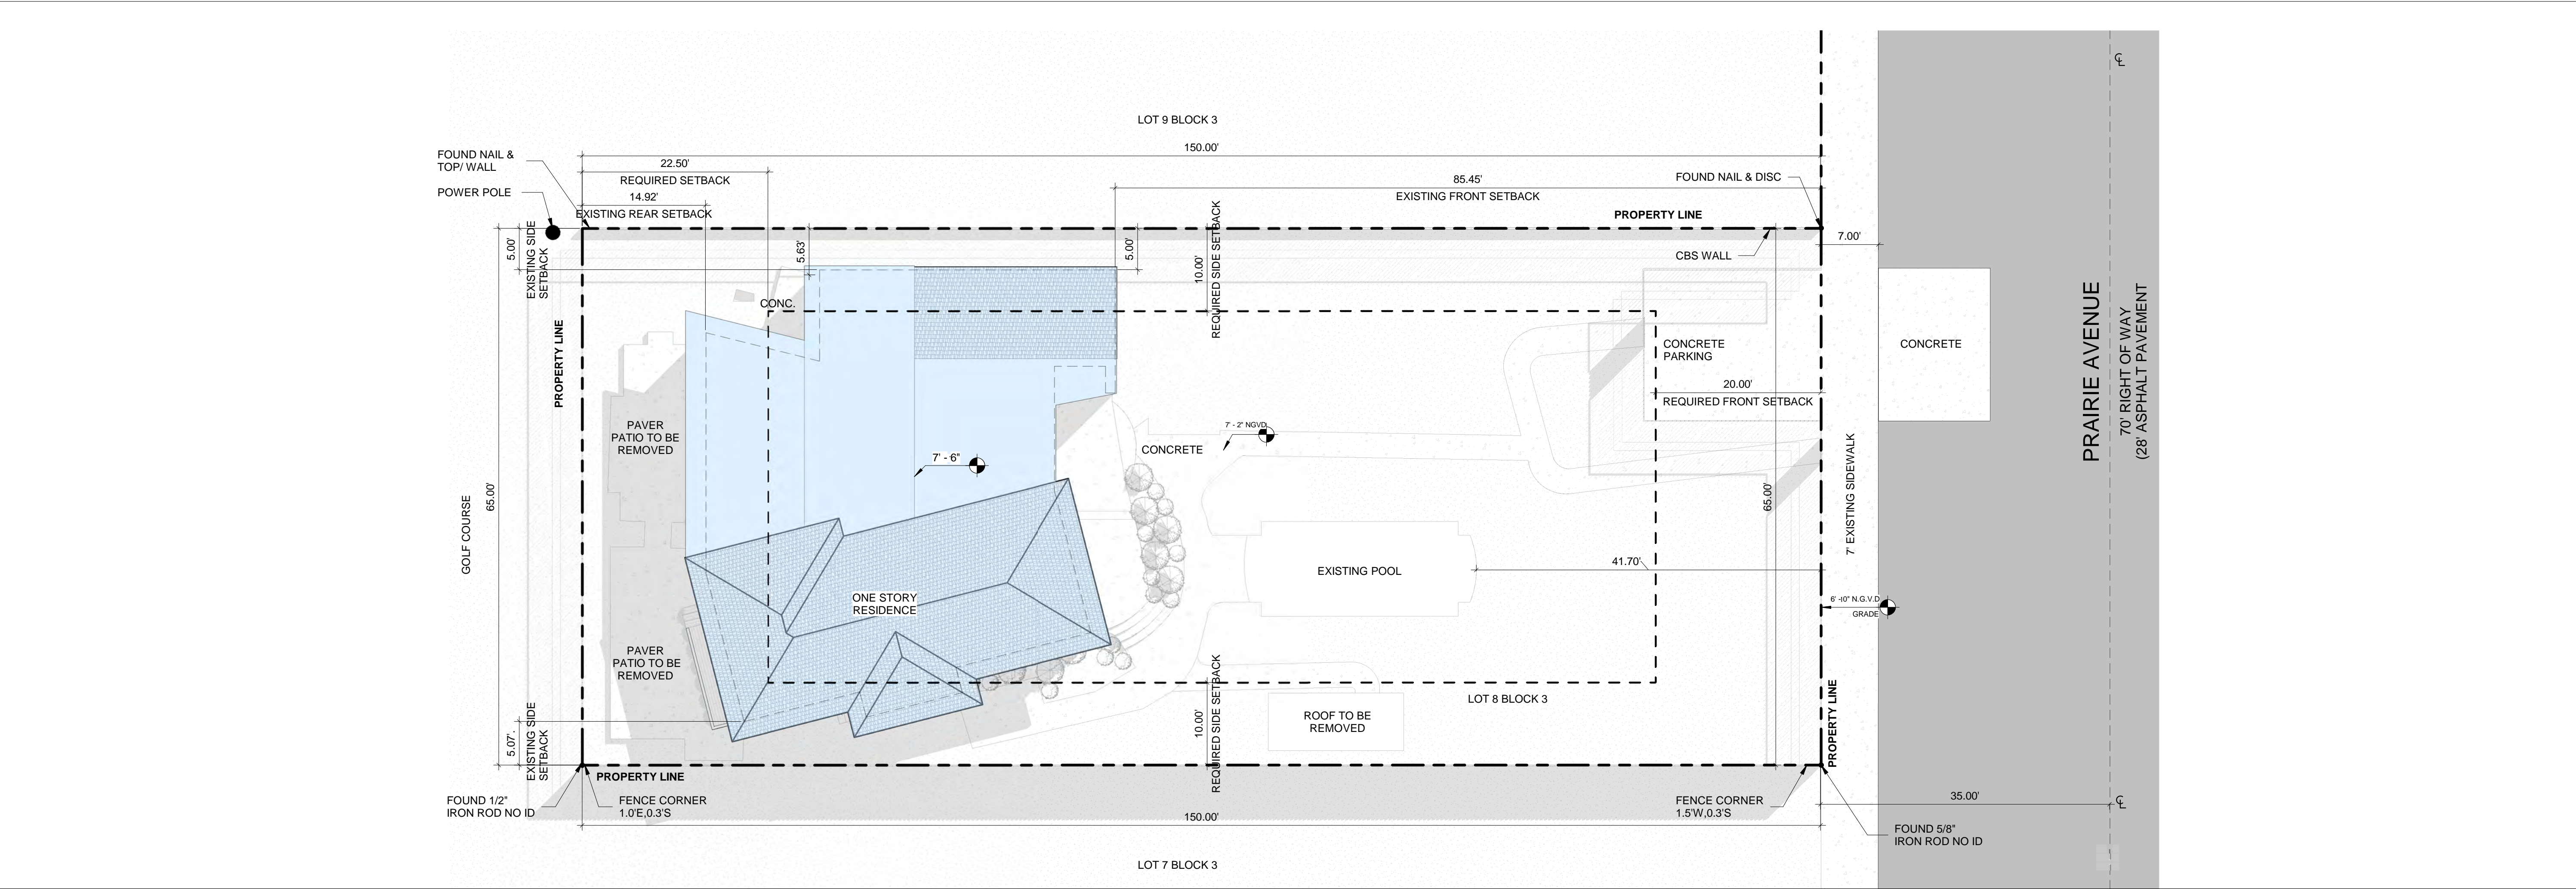 LOT 9 BLOCK 3
150.00'
FOUND NAIL &
TOP/ WALL
22.50'
REQUIRED SETBACK
POWER POLE
14.92'
EXISTING REAR SETBACK
85.45'
EXISTING FRONT SETBACK
FOUND NAIL & DISC
PROPERTY LINE
CBS WALL
7.00'
5.00'
EXISTING SIDE
SETBACK
5.63'
5.00'
10.00'
REQUIRED SIDE SETBACK
CONC.
PROPERTY LINE
CONCRETE
PARKING
CONCRETE
20.00'
REQUIRED FRONT SETBACK
PRAIRIE AVENUE
70' RIGHT OF WAY
(28' ASPHALT PAVEMENT
PAVER
PATIO TO BE
REMOVED
7' - 6"
7' - 2" NGVD
CONCRETE
GOLF COURSE
65.00'
65.00'
7' EXISTING SIDEWALK
EXISTING POOL
41.70'
ONE STORY
RESIDENCE
6' -10" N.G.V.D
GRADE
PAVER
PATIO TO BE
REMOVED
LOT 8 BLOCK 3
ROOF TO BE
REMOVED
5.07'
EXISTING SIDE
SETBACK
10.00'
REQUIRED SIDE SETBACK
PROPERTY LINE
PROPERTY LINE
FOUND 1/2"
IRON ROD NO ID
FENCE CORNER
1.0'E,0.3'S
150.00'
FENCE CORNER
1.5'W,0.3'S
35.00'
FOUND 5/8"
IRON ROD NO ID
LOT 7 BLOCK 3